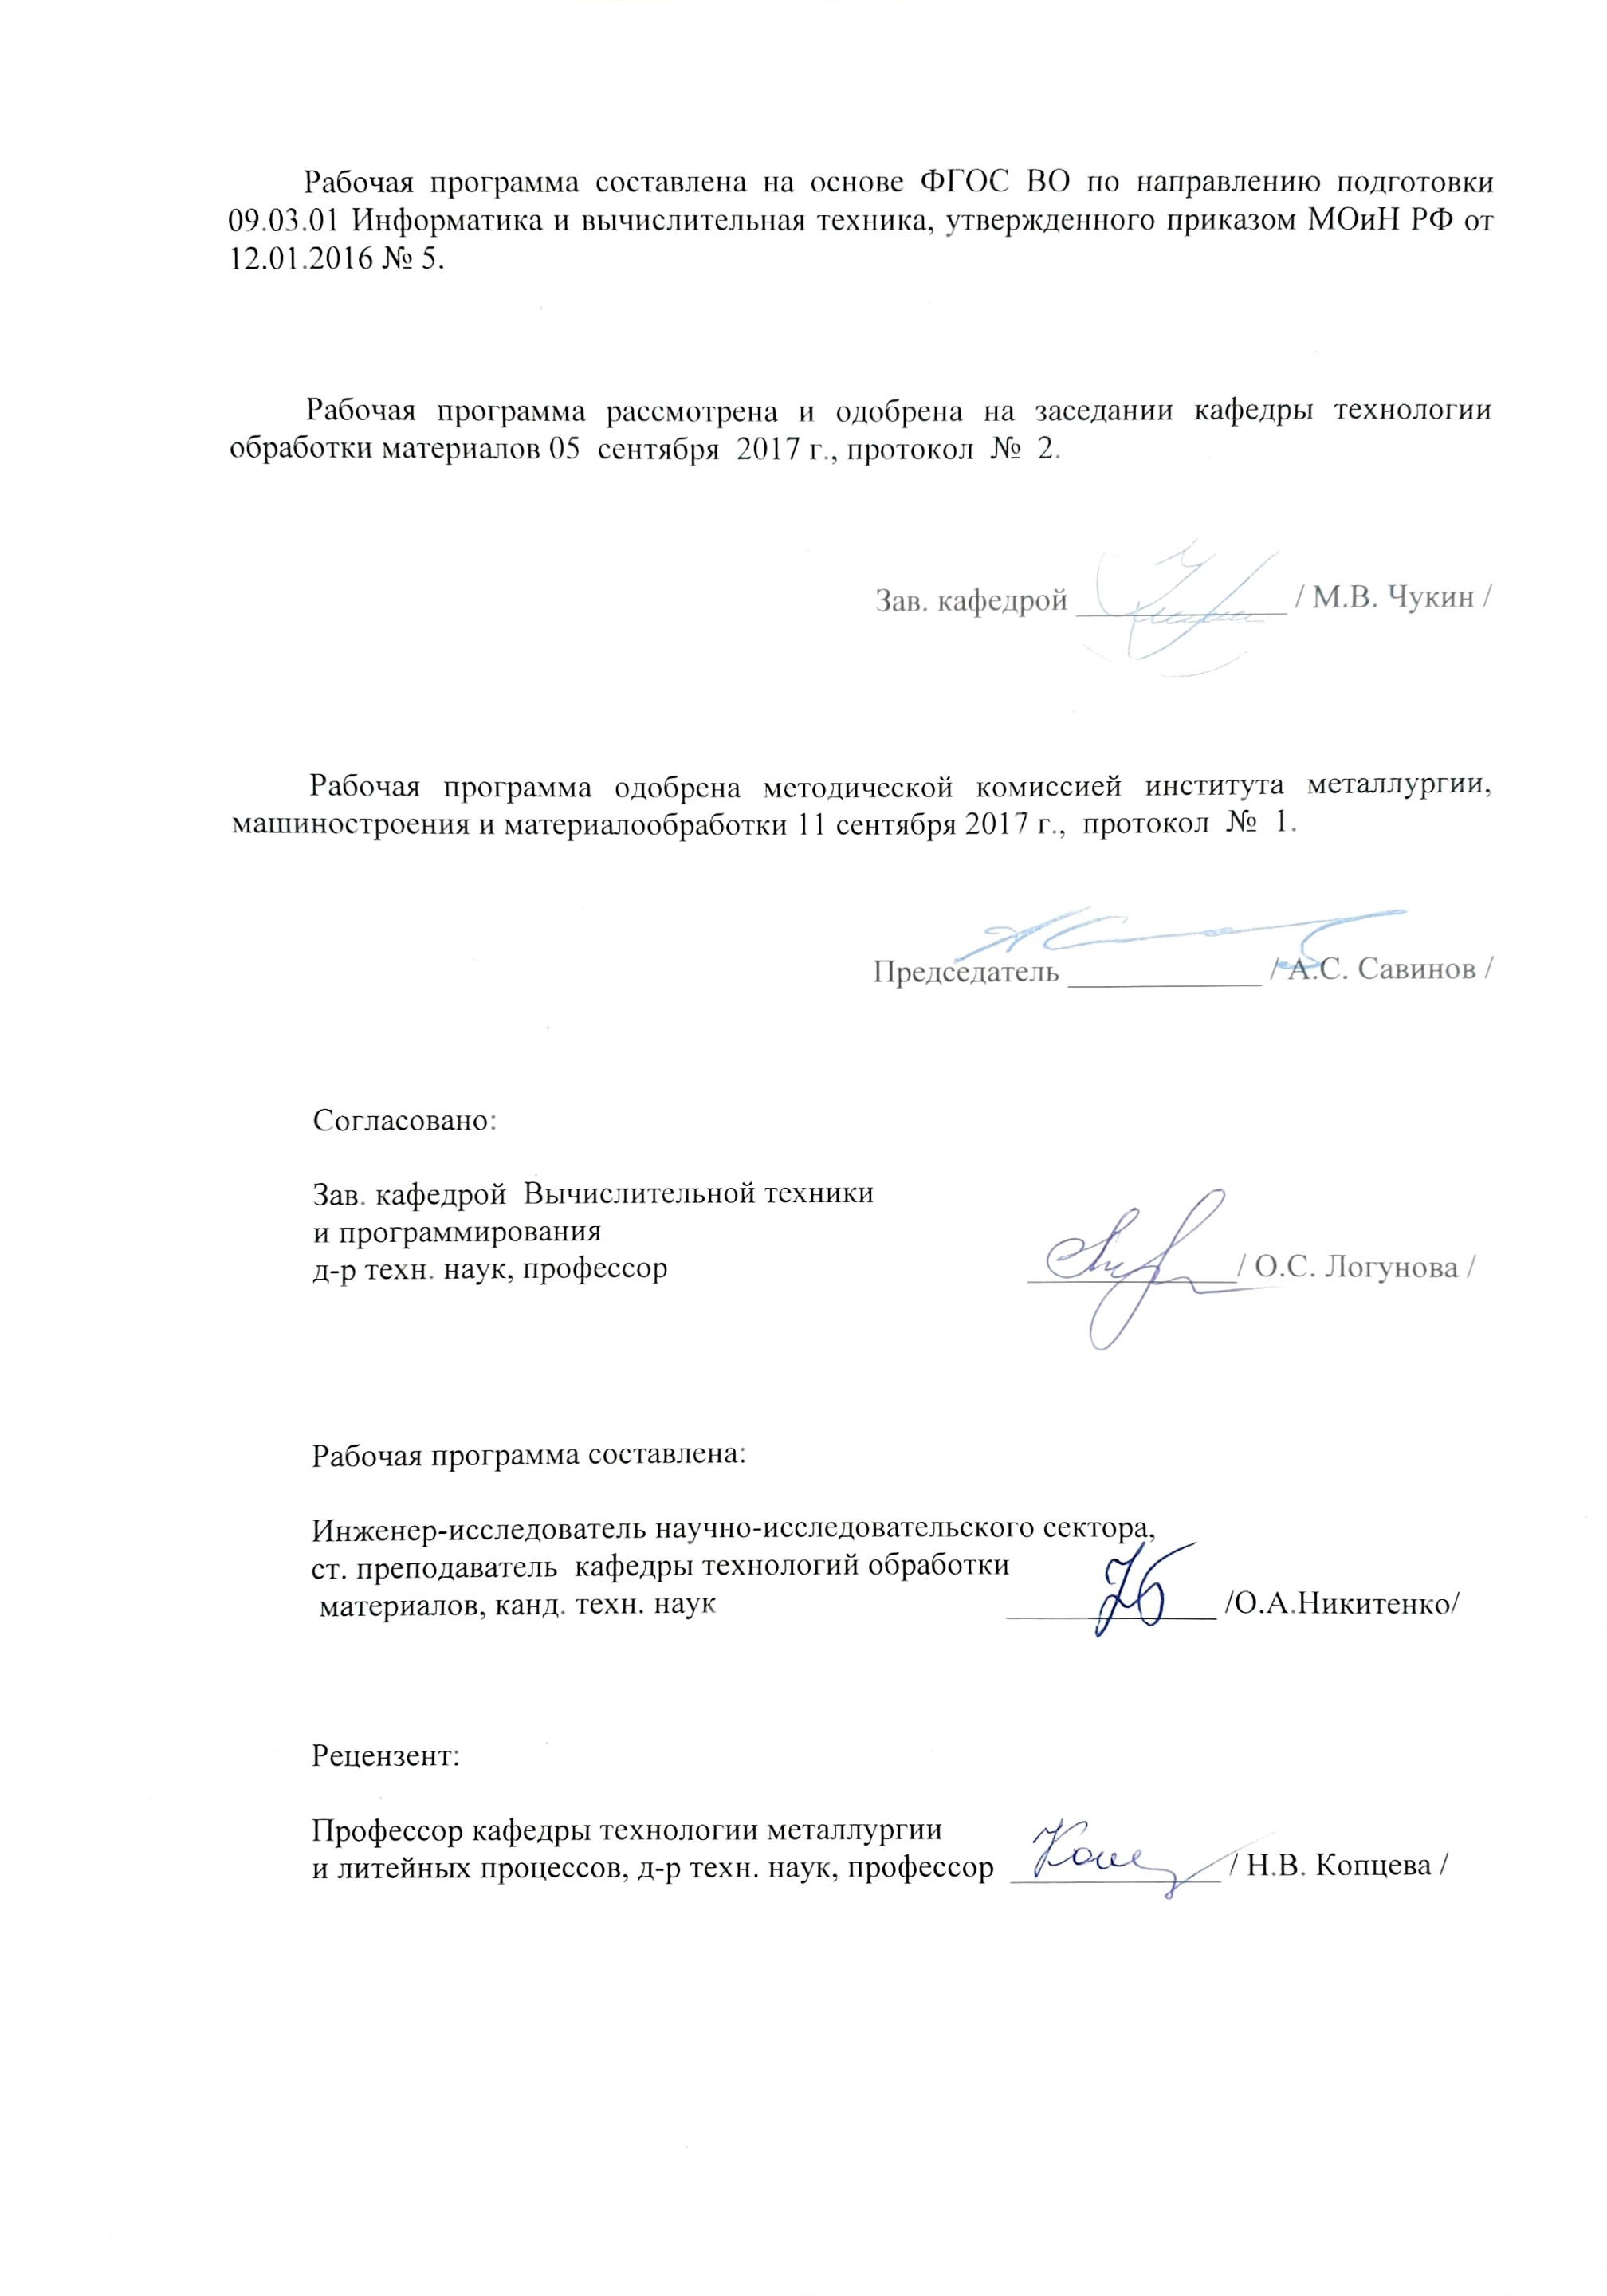 Рабочая программа составлена на основе ФГОС ВО по направлению подготовки
09.03.01 Информатика и вычислительная техника, утвержденного приказом МОиН РФ от
12.01.2016 № 5.
Рабочая программа рассмотрена и одобрена на заседании кафедры технологии
обработки материалов 05 сентября 2017 г., протокол № 2.
Зав. кафедрой / М.В. Чукин /
Рабочая программа одобрена методической комиссией института металлургии,
машиностроения и материалообработки 11 сентября 2017 г., протокол № 1.
Председатель / А.С. Савинов /
Согласовано:
Зав. кафедрой Вычислительной техники
и программирования
д-р техн. наук, профессор / О.С. Логунова /
Рабочая программа составлена:
Инженер-исследователь научно-исследовательского сектора,
ст. преподаватель кафедры технологий обработки
материалов, канд. техн. наук /О.А.Никитенко/
Рецензент:
Профессор кафедры технологии металлургии
и литейных процессов, д-р техн. наук, профессор / Н.В. Копцева /